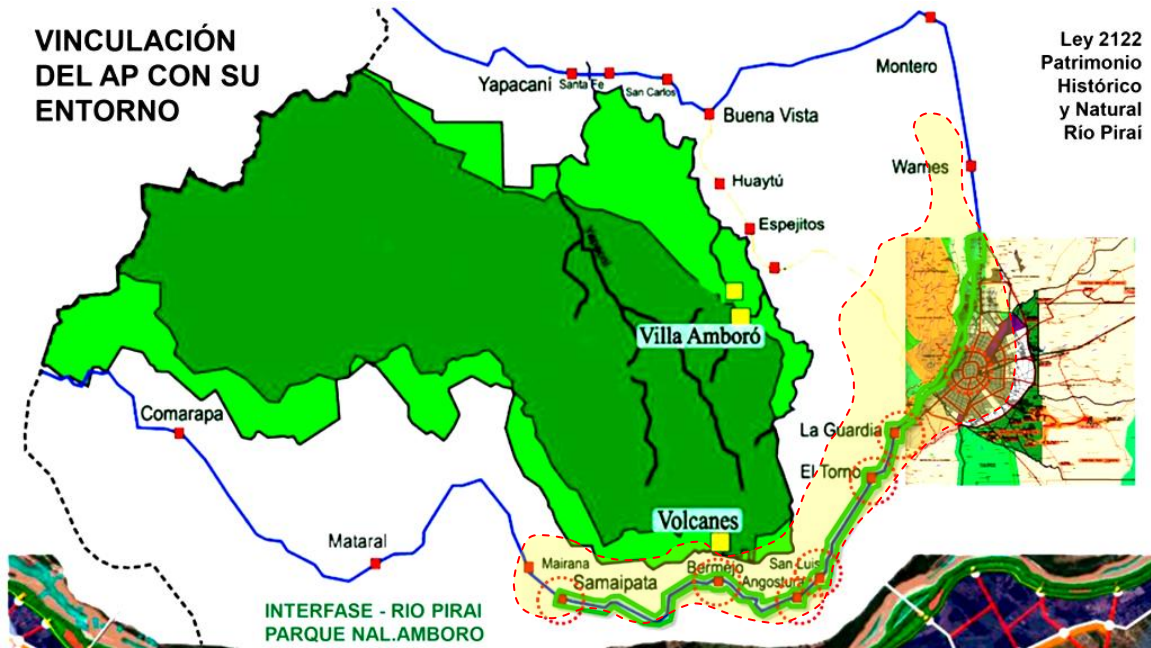 VINCULACIÓN
DEL AP CON SU
ENTORNO
Ley 2122
Patrimonio
Histórico
y Natural
Río Piraí
Montero
Yapacaní
Santa Fe
San Carlos
Buena Vista
Warnes
Huaytú
Espejitos
Villa Amboró
Comarapa
La Guardia
El Torno
Volcanes
Mataral
Mairana
Samaipata
Bermejo
San Luis
Angostura
INTERFASE - RIO PIRAI
PARQUE NAL.AMBORO